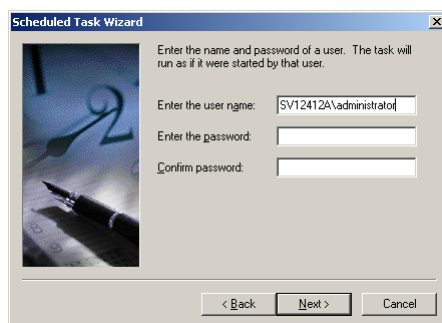 Scheduled Task Wizard
Enter the name and password of a user. The task will
run as if it were started by that user.
Enter the user name: SV12412A\administrator
Enter the password:
Confirm password:
< Back Next > Cancel